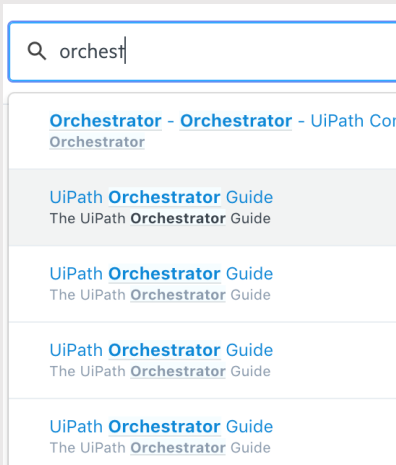 orchest
Orchestrator - Orchestrator - UiPath
Orchestrator
UiPath Orchestrator Guide
The UiPath Orchestrator Guide
UiPath Orchestrator Guide
The UiPath Orchestrator Guide
UiPath Orchestrator Guide
The UiPath Orchestrator Guide
UiPath Orchestrator Guide
The UiPath Orchestrator Guide